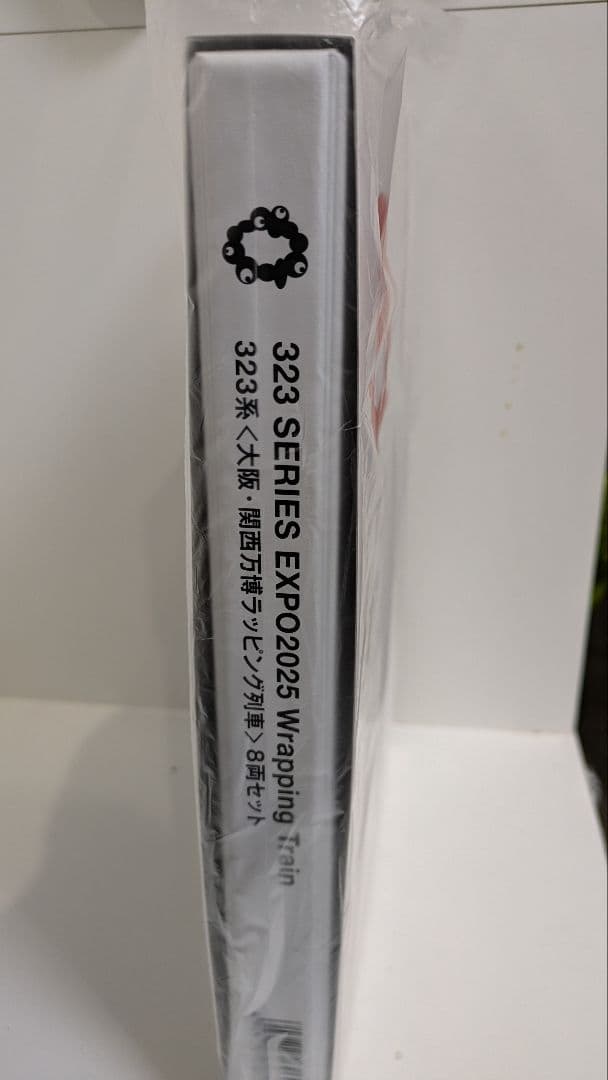 323 SERIES EXPO2025 Wrapping Train
323系〈大阪・関西万博ラッピング列車〉8両セット